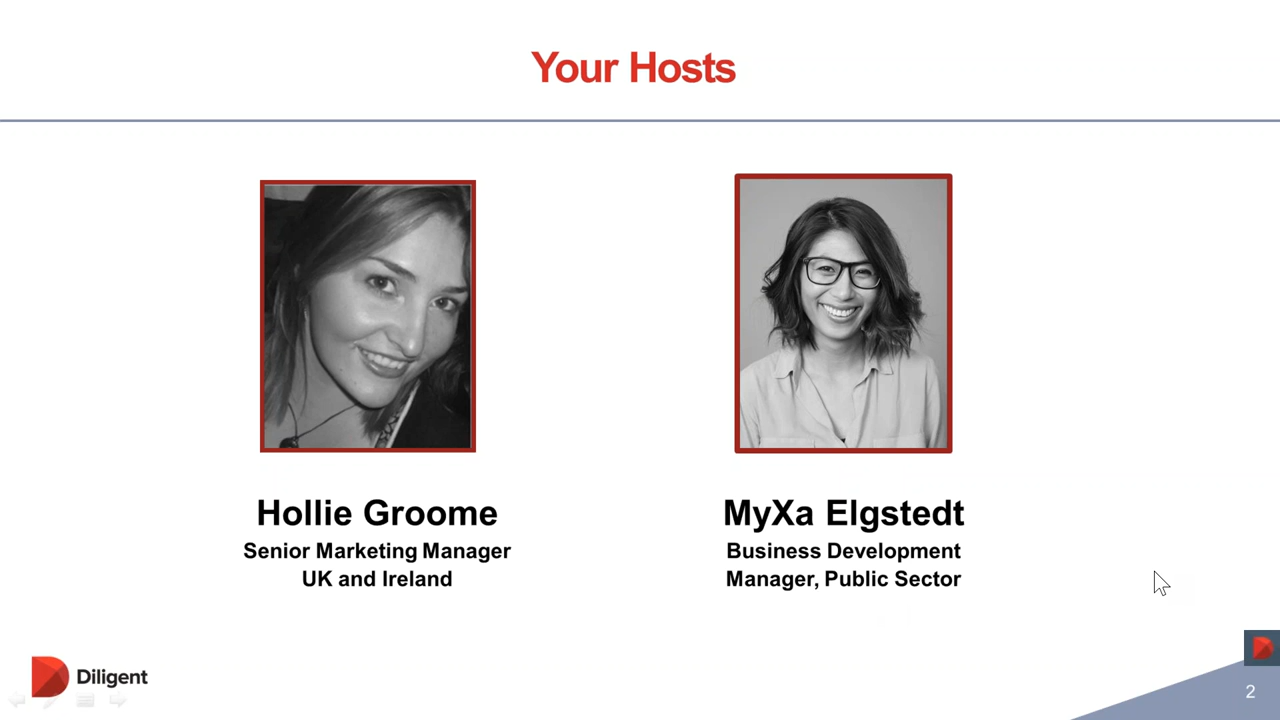 Your Hosts
Hollie Groome
Senior Marketing Manager
UK and Ireland
MyXa Elgstedt
Business Development
Manager, Public Sector
Diligent
2